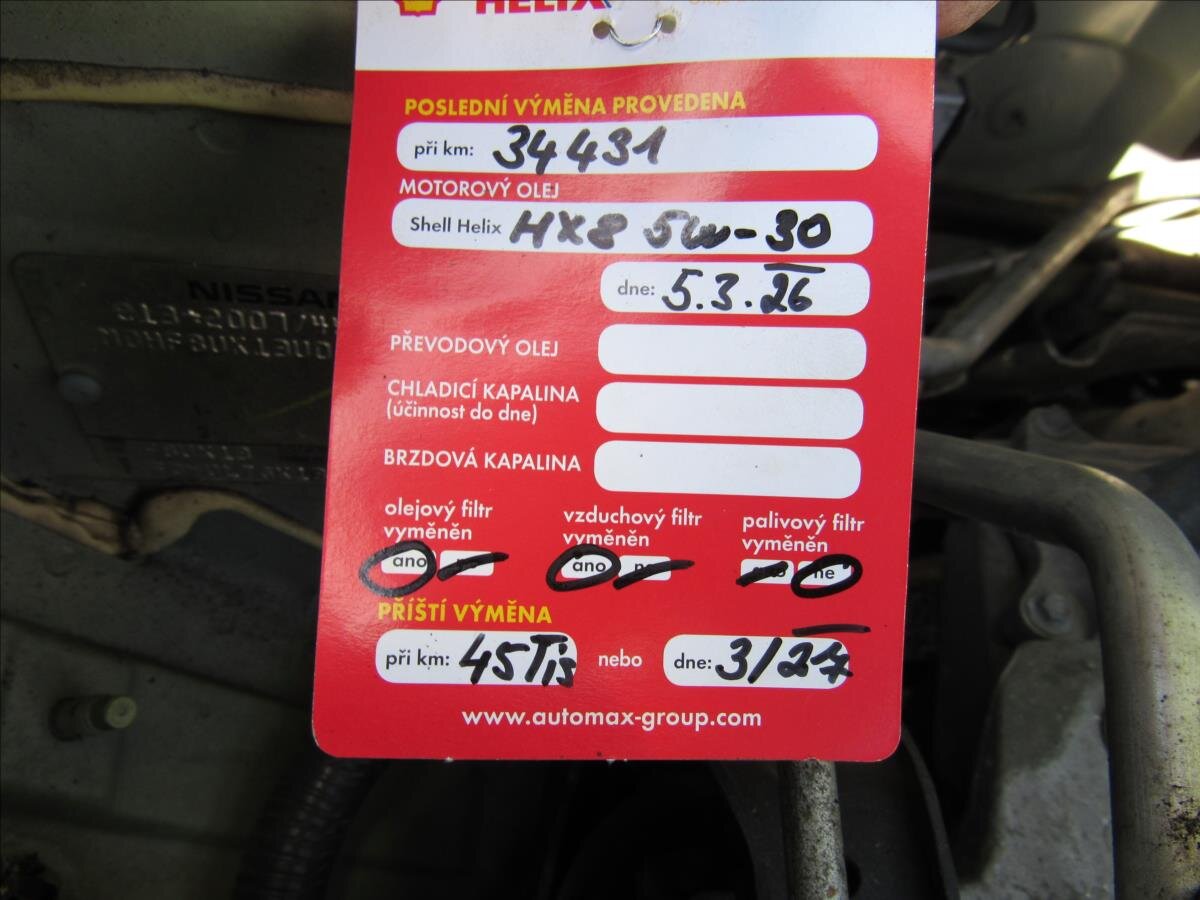 HELIX
POSLEDNÍ VÝMĚNA PROVEDENA
při km: 34431
MOTOROVÝ OLEJ
Shell Helix HX8 5W-30
dne: 5.3.26
PŘEVODOVÝ OLEJ
CHLADICÍ KAPALINA
(účinnost do dne)
BRZDOVÁ KAPALINA
olejový filtr vyměněn
vzduchový filtr vyměněn
palivový filtr vyměněn
ano
ano
ne
PŘÍŠTÍ VÝMĚNA
při km: 45Tis nebo dne: 3/27
www.automax-group.com
NISSAN